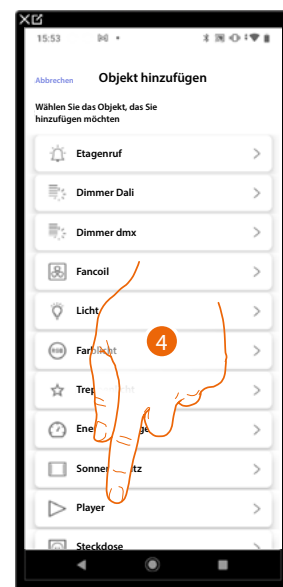 15:53
Abbrechen Objekt hinzufügen
Wählen Sie das Objekt, das Sie
hinzufügen möchten
Etagenruf
Dimmer Dali
Dimmer dmx
Fancoil
Licht
4
RGB
Player
Steckdose